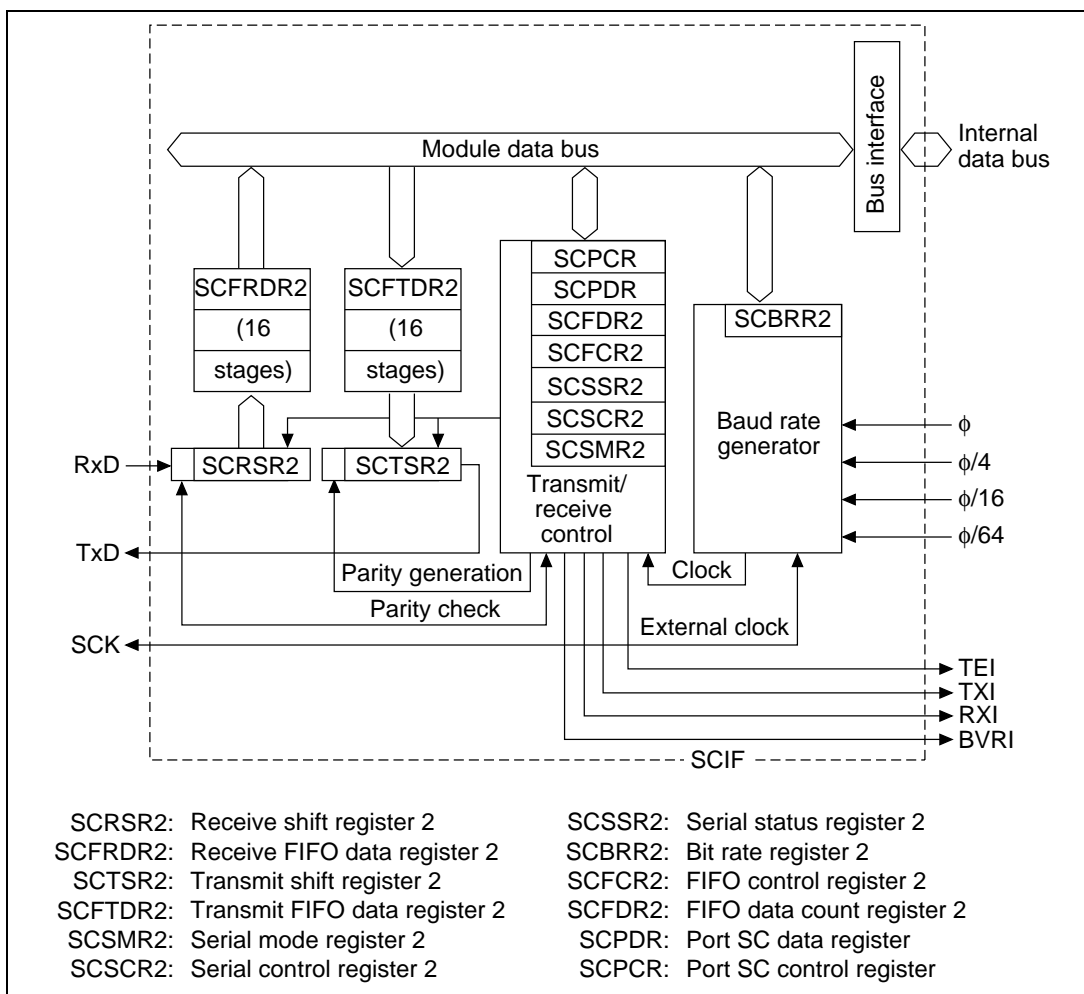 Bus interface
Internal
data bus
Module data bus
SCFRDR2
(16
stages)
SCFTDR2
(16
stages)
SCPCR
SCPDR
SCFDR2
SCFCR2
SCSSR2
SCSCR2
SCSMR2
Transmit/
receive
control
SCBRR2
Baud rate
generator
ϕ
ϕ/4
ϕ/16
ϕ/64
RxD
SCRSR2
SCTSR2
TxD
Parity generation
Parity check
Clock
External clock
SCK
TEI
TXI
RXI
BVRI
SCIF
SCRSR2: Receive shift register 2
SCFRDR2: Receive FIFO data register 2
SCTSR2: Transmit shift register 2
SCFTDR2: Transmit FIFO data register 2
SCSMR2: Serial mode register 2
SCSCR2: Serial control register 2
SCSSR2: Serial status register 2
SCBRR2: Bit rate register 2
SCFCR2: FIFO control register 2
SCFDR2: FIFO data count register 2
SCPDR: Port SC data register
SCPCR: Port SC control register